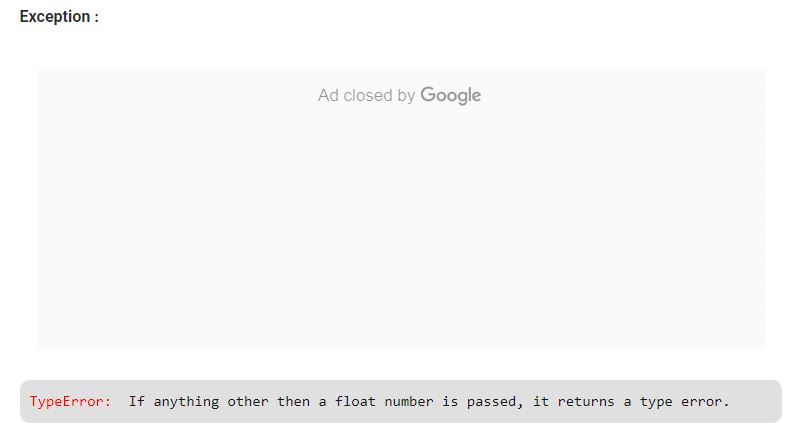 Exception :
Ad closed by Google
TypeError:  If anything other then a float number is passed, it returns a type error.